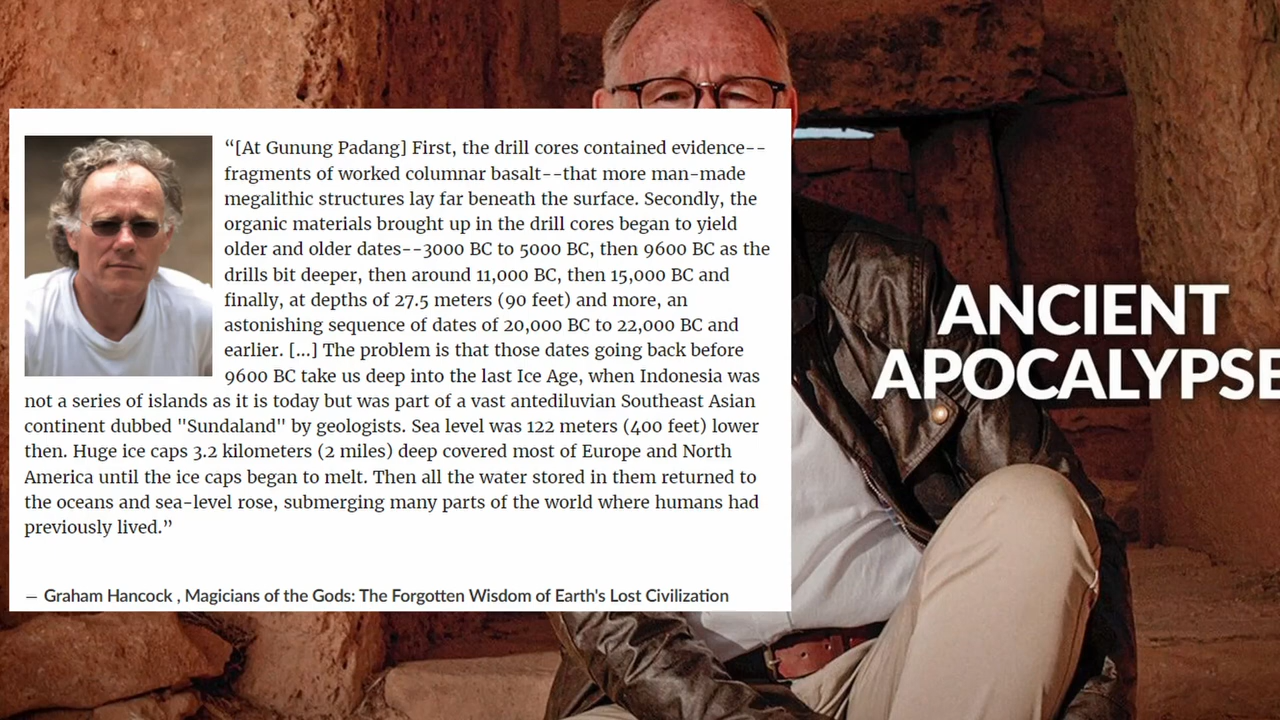 “[At Gunung Padang] First, the drill cores contained evidence--
fragments of worked columnar basalt--that more man-made
megalithic structures lay far beneath the surface. Secondly, the
organic materials brought up in the drill cores began to yield
older and older dates--3000 BC to 5000 BC, then 9600 BC as the
drills bit deeper, then around 11,000 BC, then 15,000 BC and
finally, at depths of 27.5 meters (90 feet) and more, an
astonishing sequence of dates of 20,000 BC to 22,000 BC and
earlier. [...] The problem is that those dates going back before
9600 BC take us deep into the last Ice Age, when Indonesia was
not a series of islands as it is today but was part of a vast antediluvian Southeast Asian
continent dubbed "Sundaland" by geologists. Sea level was 122 meters (400 feet) lower
then. Huge ice caps 3.2 kilometers (2 miles) deep covered most of Europe and North
America until the ice caps began to melt. Then all the water stored in them returned to
the oceans and sea-level rose, submerging many parts of the world where humans had
previously lived.”
― Graham Hancock , Magicians of the Gods: The Forgotten Wisdom of Earth's Lost Civilization
ANCIENT
APOCALYPSE